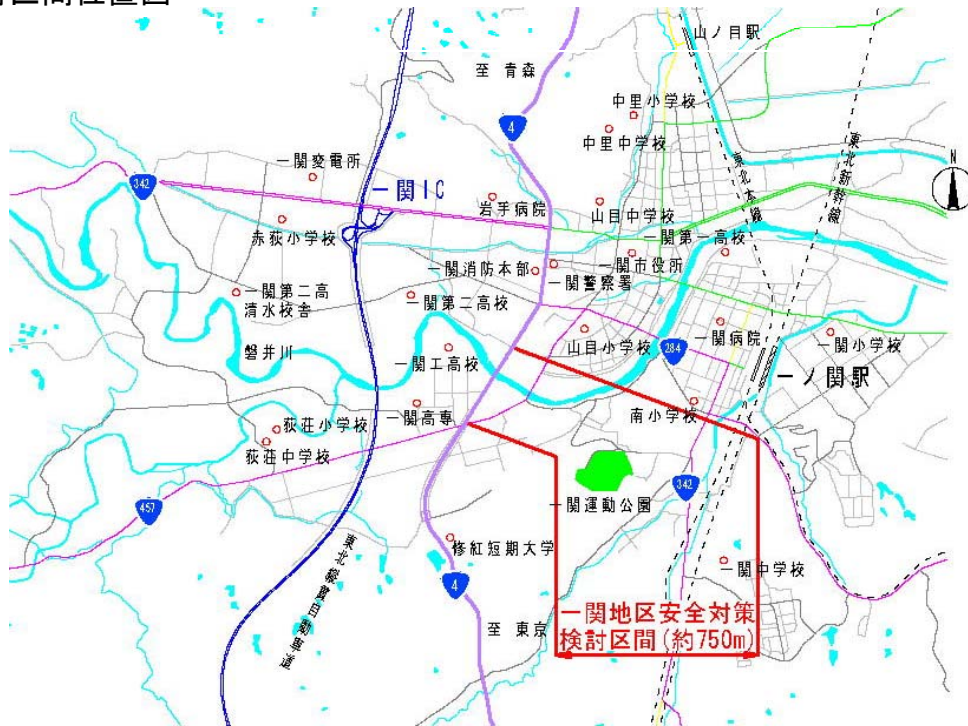 山ノ目駅
至 青森
中里小学校
4
中里中学校
一関変電所
東北本線
東北新幹線
N
342
一関IC
岩手病院
山目中学校
赤荻小学校
一関第一高校
一関消防本部
一関市役所
一関警察署
一関第二高
清水校舎
一関第二高校
磐井川
山目小学校
284
一関病院
一関小学校
一関工高校
一ノ関駅
一関高専
南小学校
荻荘小学校
荻荘中学校
342
457
一関運動公園
修紅短期大学
一関中学校
東北縦貫自動車道
4
至 東京
一関地区安全対策
検討区間(約750m)